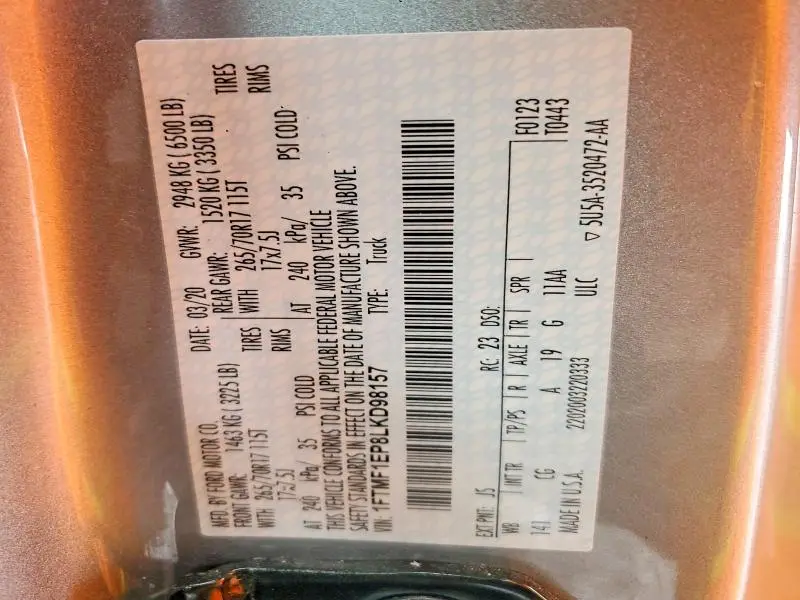 MFD BY FORD MOTOR CO.
DATE: 03/20 GVWR: 2948 KG ( 6500 LB)
FRONT GAWR: 1463 KG ( 3225 LB) REAR GAWR: 1520 KG ( 3350 LB)
WITH 265/70R17 115T TIRES WITH 265/70R17 115T TIRES
17x7.5J RIMS 17x7.5J RIMS
AT 240 kPa/ 35 PSI COLD AT 240 kPa/ 35 PSI COLD
THIS VEHICLE CONFORMS TO ALL APPLICABLE FEDERAL MOTOR VEHICLE
SAFETY STANDARDS IN EFFECT ON THE DATE OF MANUFACTURE SHOWN ABOVE.
VIN: 1FTMF1EP8LKD98157 TYPE: Truck
EXT PNT: JS RC: 23 DSO: F0123
WB INT TR TP/PS R AXLE TR SPR T0443
141 CG A 19 G 11AA
MADE IN U.S.A. 2202003220333 ULC
▽ 5U5A-3520472-AA